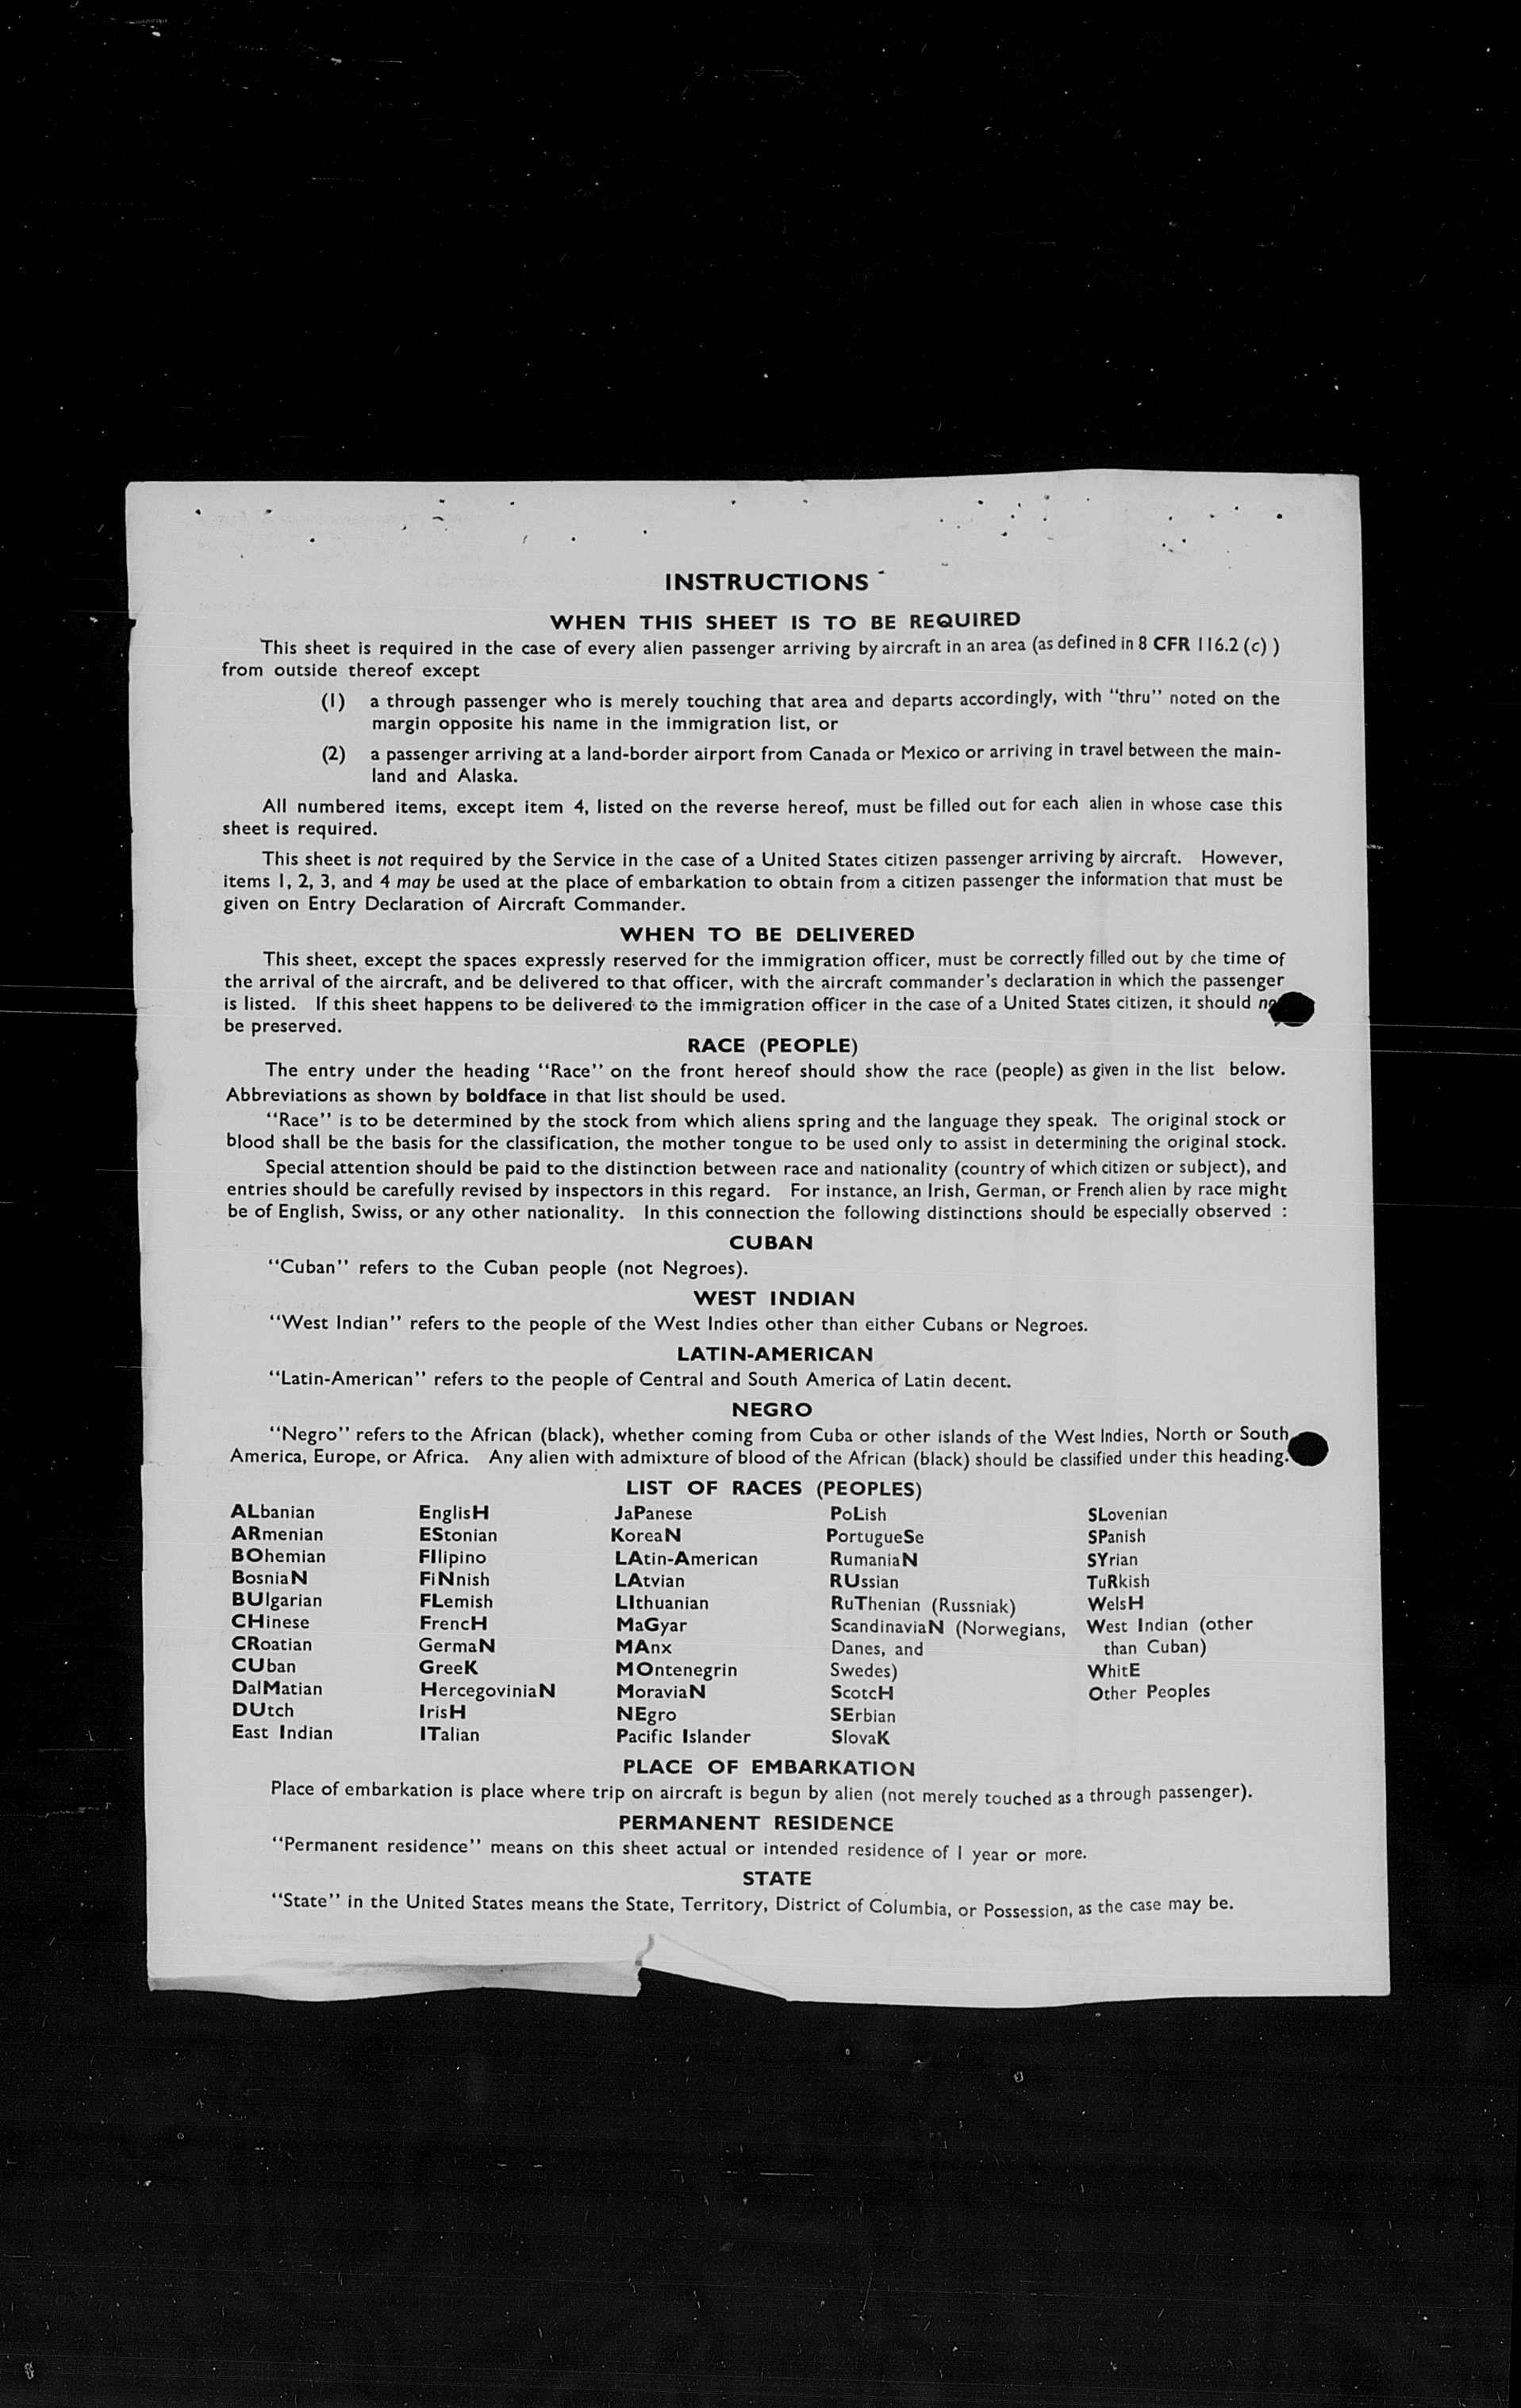 INSTRUCTIONS
WHEN THIS SHEET IS TO BE REQUIRED
This sheet is required in the case of every alien passenger arriving by aircraft in an area (as defined in 8 CFR 116.2 (c) )
from outside thereof except
(1) a through passenger who is merely touching that area and departs accordingly, with "thru" noted on the
margin opposite his name in the immigration list, or
(2) a passenger arriving at a land-border airport from Canada or Mexico or arriving in travel between the main-
land and Alaska.
All numbered items, except item 4, listed on the reverse hereof, must be filled out for each alien in whose case this
sheet is required.
This sheet is not required by the Service in the case of a United States citizen passenger arriving by aircraft. However,
items 1, 2, 3, and 4 may be used at the place of embarkation to obtain from a citizen passenger the information that must be
given on Entry Declaration of Aircraft Commander.
WHEN TO BE DELIVERED
This sheet, except the spaces expressly reserved for the immigration officer, must be correctly filled out by the time of
the arrival of the aircraft, and be delivered to that officer, with the aircraft commander's declaration in which the passenger
is listed. If this sheet happens to be delivered to the immigration officer in the case of a United States citizen, it should
be preserved.
RACE (PEOPLE)
The entry under the heading "Race" on the front hereof should show the race (people) as given in the list below.
Abbreviations as shown by boldface in that list should be used.
"Race" is to be determined by the stock from which aliens spring and the language they speak. The original stock or
blood shall be the basis for the classification, the mother tongue to be used only to assist in determining the original stock.
Special attention should be paid to the distinction between race and nationality (country of which citizen or subject), and
entries should be carefully revised by inspectors in this regard. For instance, an Irish, German, or French alien by race might
be of English, Swiss, or any other nationality. In this connection the following distinctions should be especially observed :
CUBAN
"Cuban" refers to the Cuban people (not Negroes).
WEST INDIAN
"West Indian" refers to the people of the West Indies other than either Cubans or Negroes.
LATIN-AMERICAN
"Latin-American" refers to the people of Central and South America of Latin decent.
NEGRO
"Negro" refers to the African (black), whether coming from Cuba or other islands of the West Indies, North or South
America, Europe, or Africa. Any alien with admixture of blood of the African (black) should be classified under this heading.
LIST OF RACES (PEOPLES)
ALbanian EnglisH JaPanese PoLish SLovenian
ARmenian EStonian KoreaN PortugueSe SPanish
BOhemian FIlipino LAtin-American RumaniaN SYrian
BosniaN FiNnish LAtvian RUssian TuRkish
BUlgarian FLemish LIthuanian RuThenian (Russniak) WelsH
CHinese FrencH MaGyar ScandinaviaN (Norwegians, West Indian (other
CRoatian GermaN MAnx Danes, and than Cuban)
CUban GreeK MOntenegrin Swedes) WhitE
DalMatian HercegoviniaN MoraviaN ScotcH Other Peoples
DUtch IrisH NEgro SErbian
East Indian ITalian Pacific Islander SlovaK
PLACE OF EMBARKATION
Place of embarkation is place where trip on aircraft is begun by alien (not merely touched as a through passenger).
PERMANENT RESIDENCE
"Permanent residence" means on this sheet actual or intended residence of 1 year or more.
STATE
"State" in the United States means the State, Territory, District of Columbia, or Possession, as the case may be.